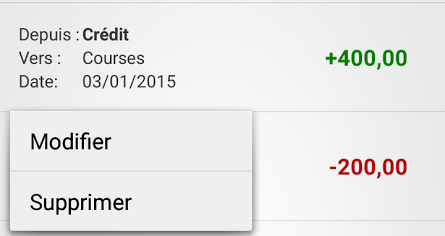 Depuis : Crédit
Vers : Courses
+400,00
Date: 03/01/2015
Modifier
-200,00
Supprimer